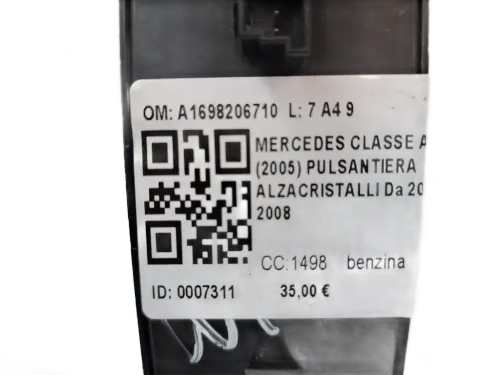 OM: A1698206710 L: 7 A4 9
MERCEDES CLASSE A
(2005) PULSANTIERA
ALZACRISTALLI Da 20
2008
CC:1498 benzina
ID: 0007311 35,00 €